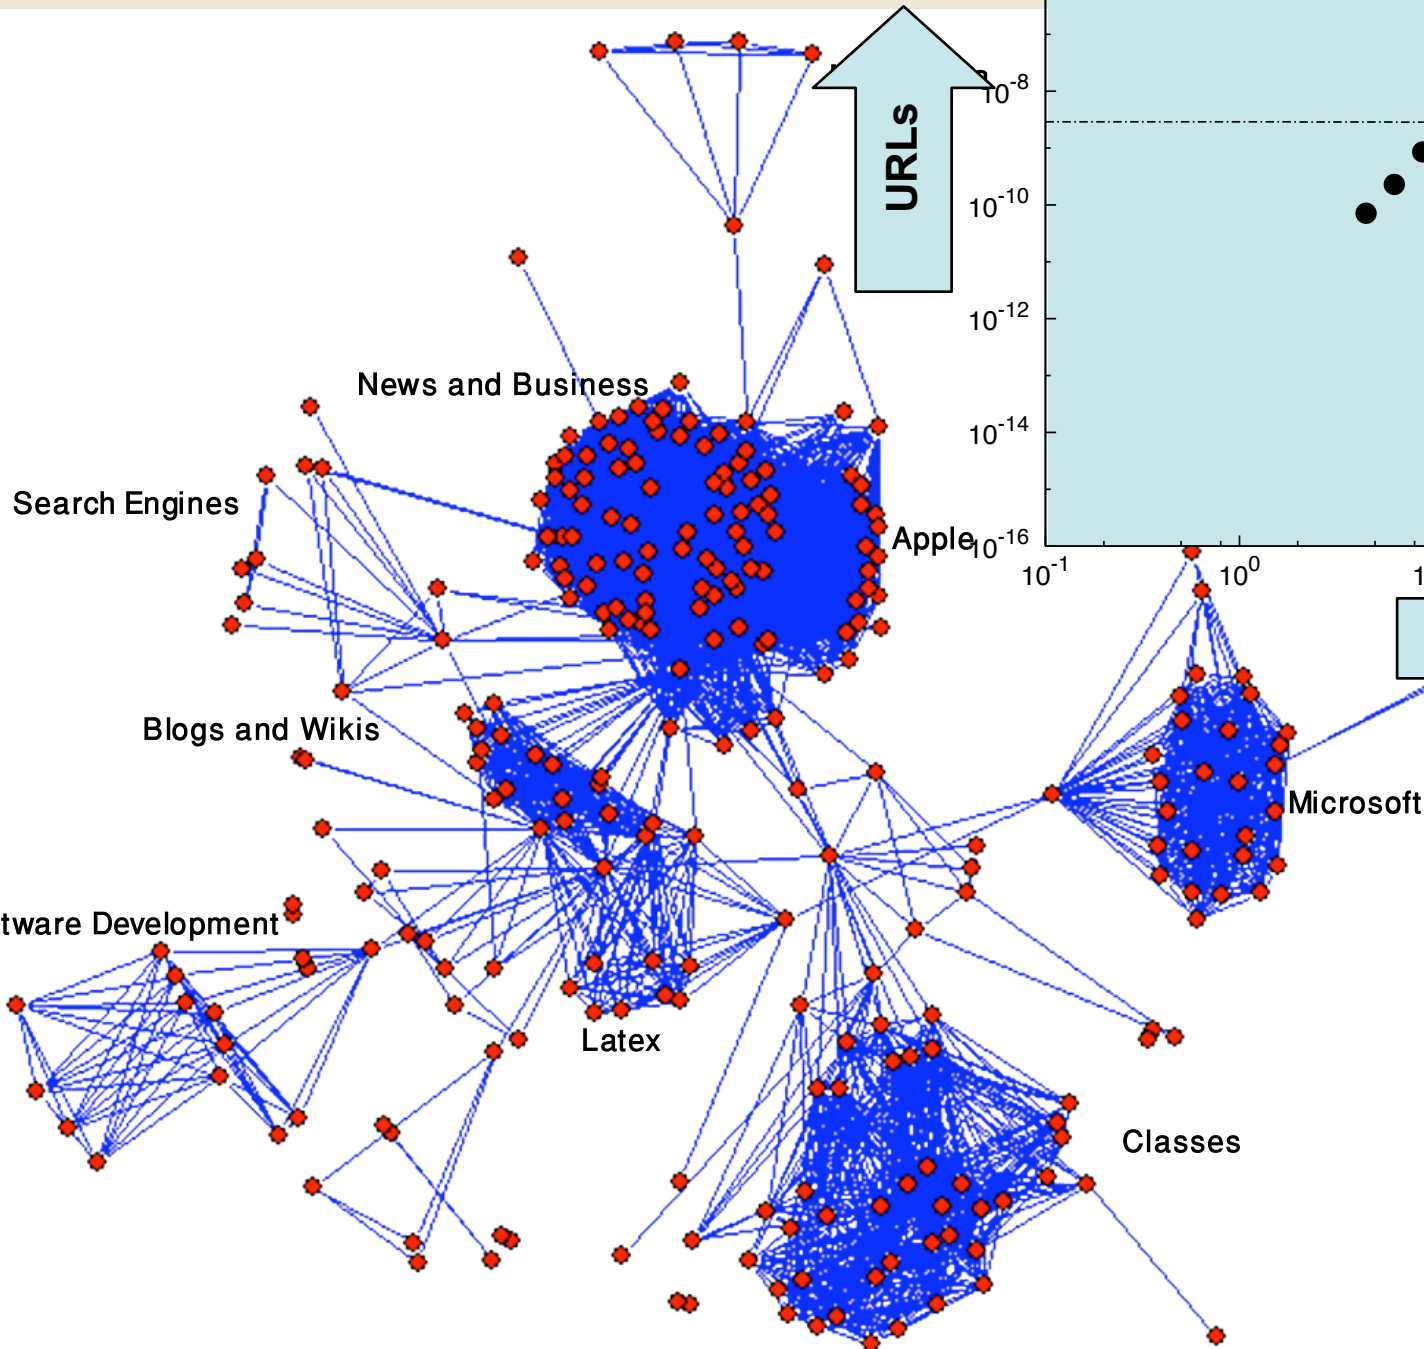 URLs
10-8
10-10
10-12
10-14
10-16
10-1
100
News and Business
Search Engines
Apple
Blogs and Wikis
Microsoft
tware Development
Latex
Classes